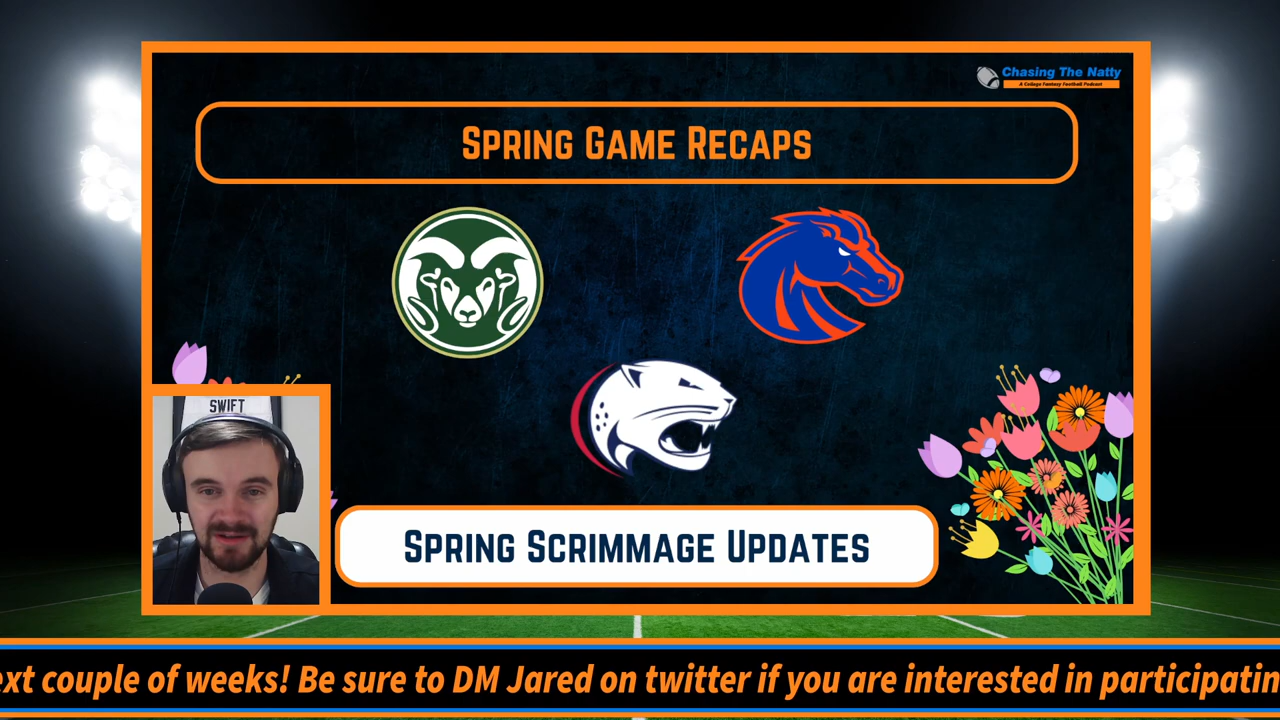 Chasing The Natty
A College Fantasy Football Podcast
Spring Game Recaps
SWIFT
Spring Scrimmage Updates
ext couple of weeks! Be sure to DM Jared on twitter if you are interested in participatin